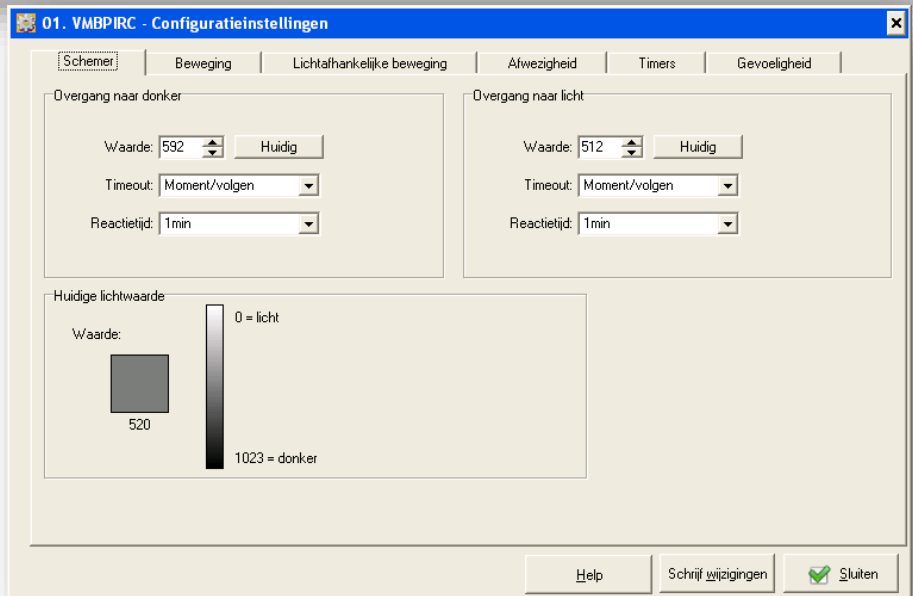 01. VMBPIRC - Configuratieinstellingen
Schemer Beweging Lichtafhankelijke beweging Afwezigheid Timers Gevoeligheid
Overgang naar donker
Waarde: 592 Huidig
Timeout: Moment/volgen
Reactietijd: 1min
Overgang naar licht
Waarde: 512 Huidig
Timeout: Moment/volgen
Reactietijd: 1min
Huidige lichtwaarde
Waarde:
520
0 = licht
1023 = donker
Help Schrijf wijzigingen Sluiten